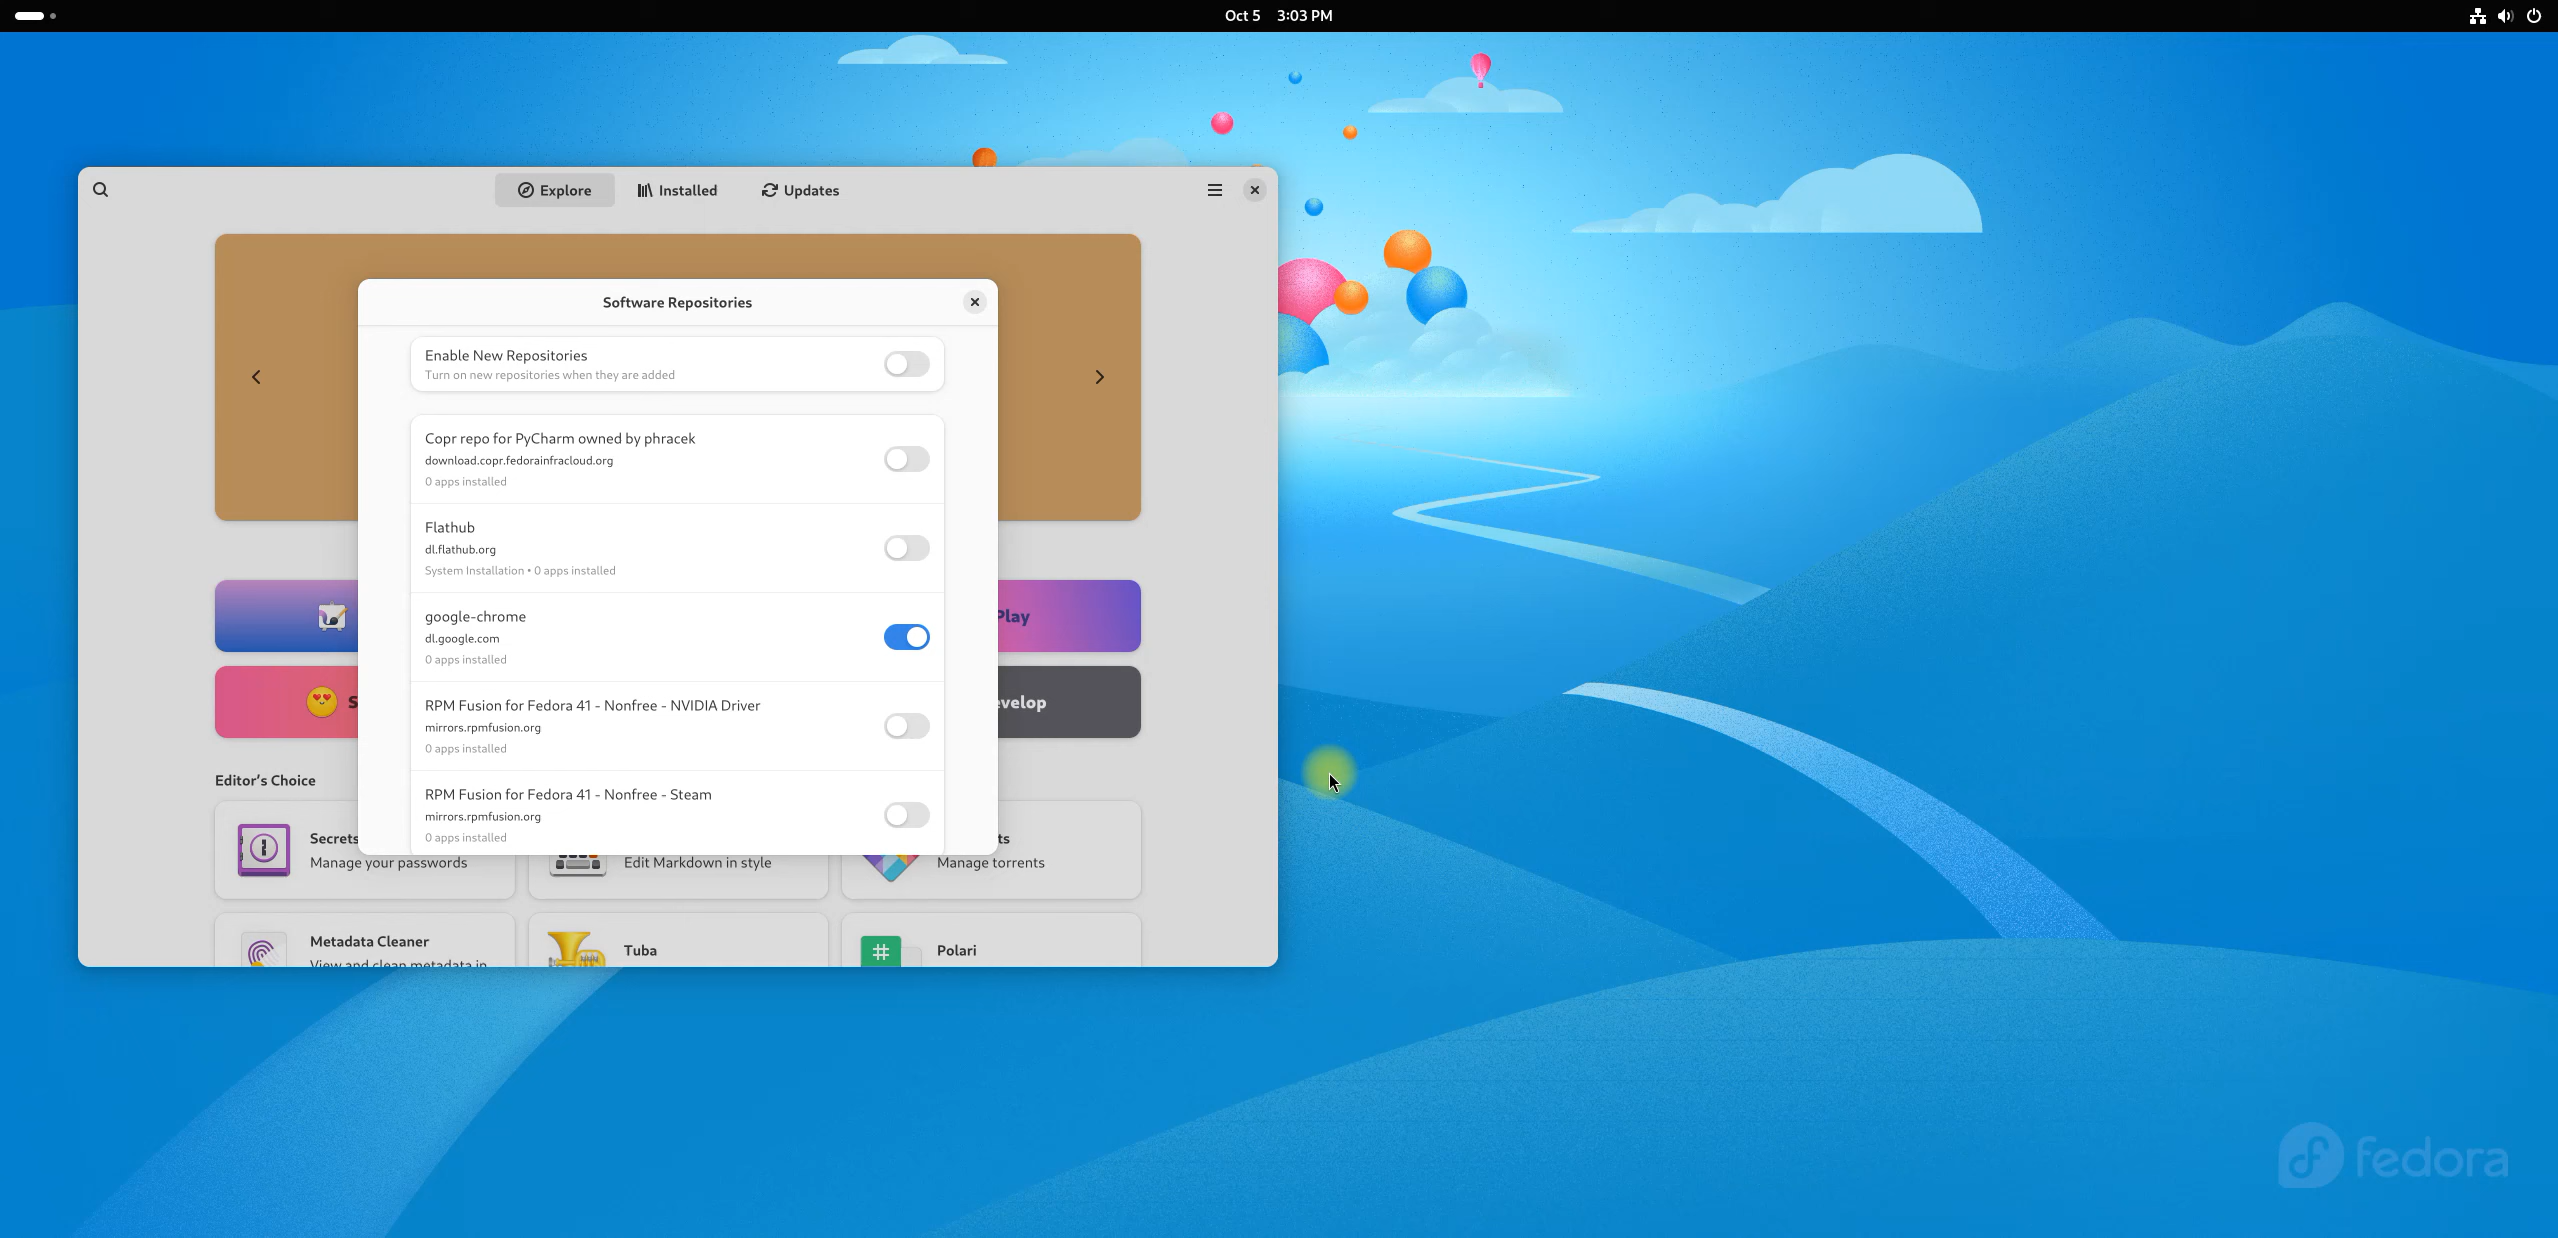 Oct 5 3:03 PM
Explore
Installed
Updates
Software Repositories
Enable New Repositories
Turn on new repositories when they are added
Copr repo for PyCharm owned by phracek
download.copr.fedorainfracloud.org
0 apps installed
Flathub
dl.flathub.org
System Installation • 0 apps installed
google-chrome
dl.google.com
0 apps installed
Play
RPM Fusion for Fedora 41 - Nonfree - NVIDIA Driver
mirrors.rpmfusion.org
0 apps installed
S
evelop
RPM Fusion for Fedora 41 - Nonfree - Steam
mirrors.rpmfusion.org
0 apps installed
Editor's Choice
Secrets
Manage your passwords
Edit Markdown in style
ts
Manage torrents
Metadata Cleaner
View and clean metadata in
Tuba
Polari
fedora